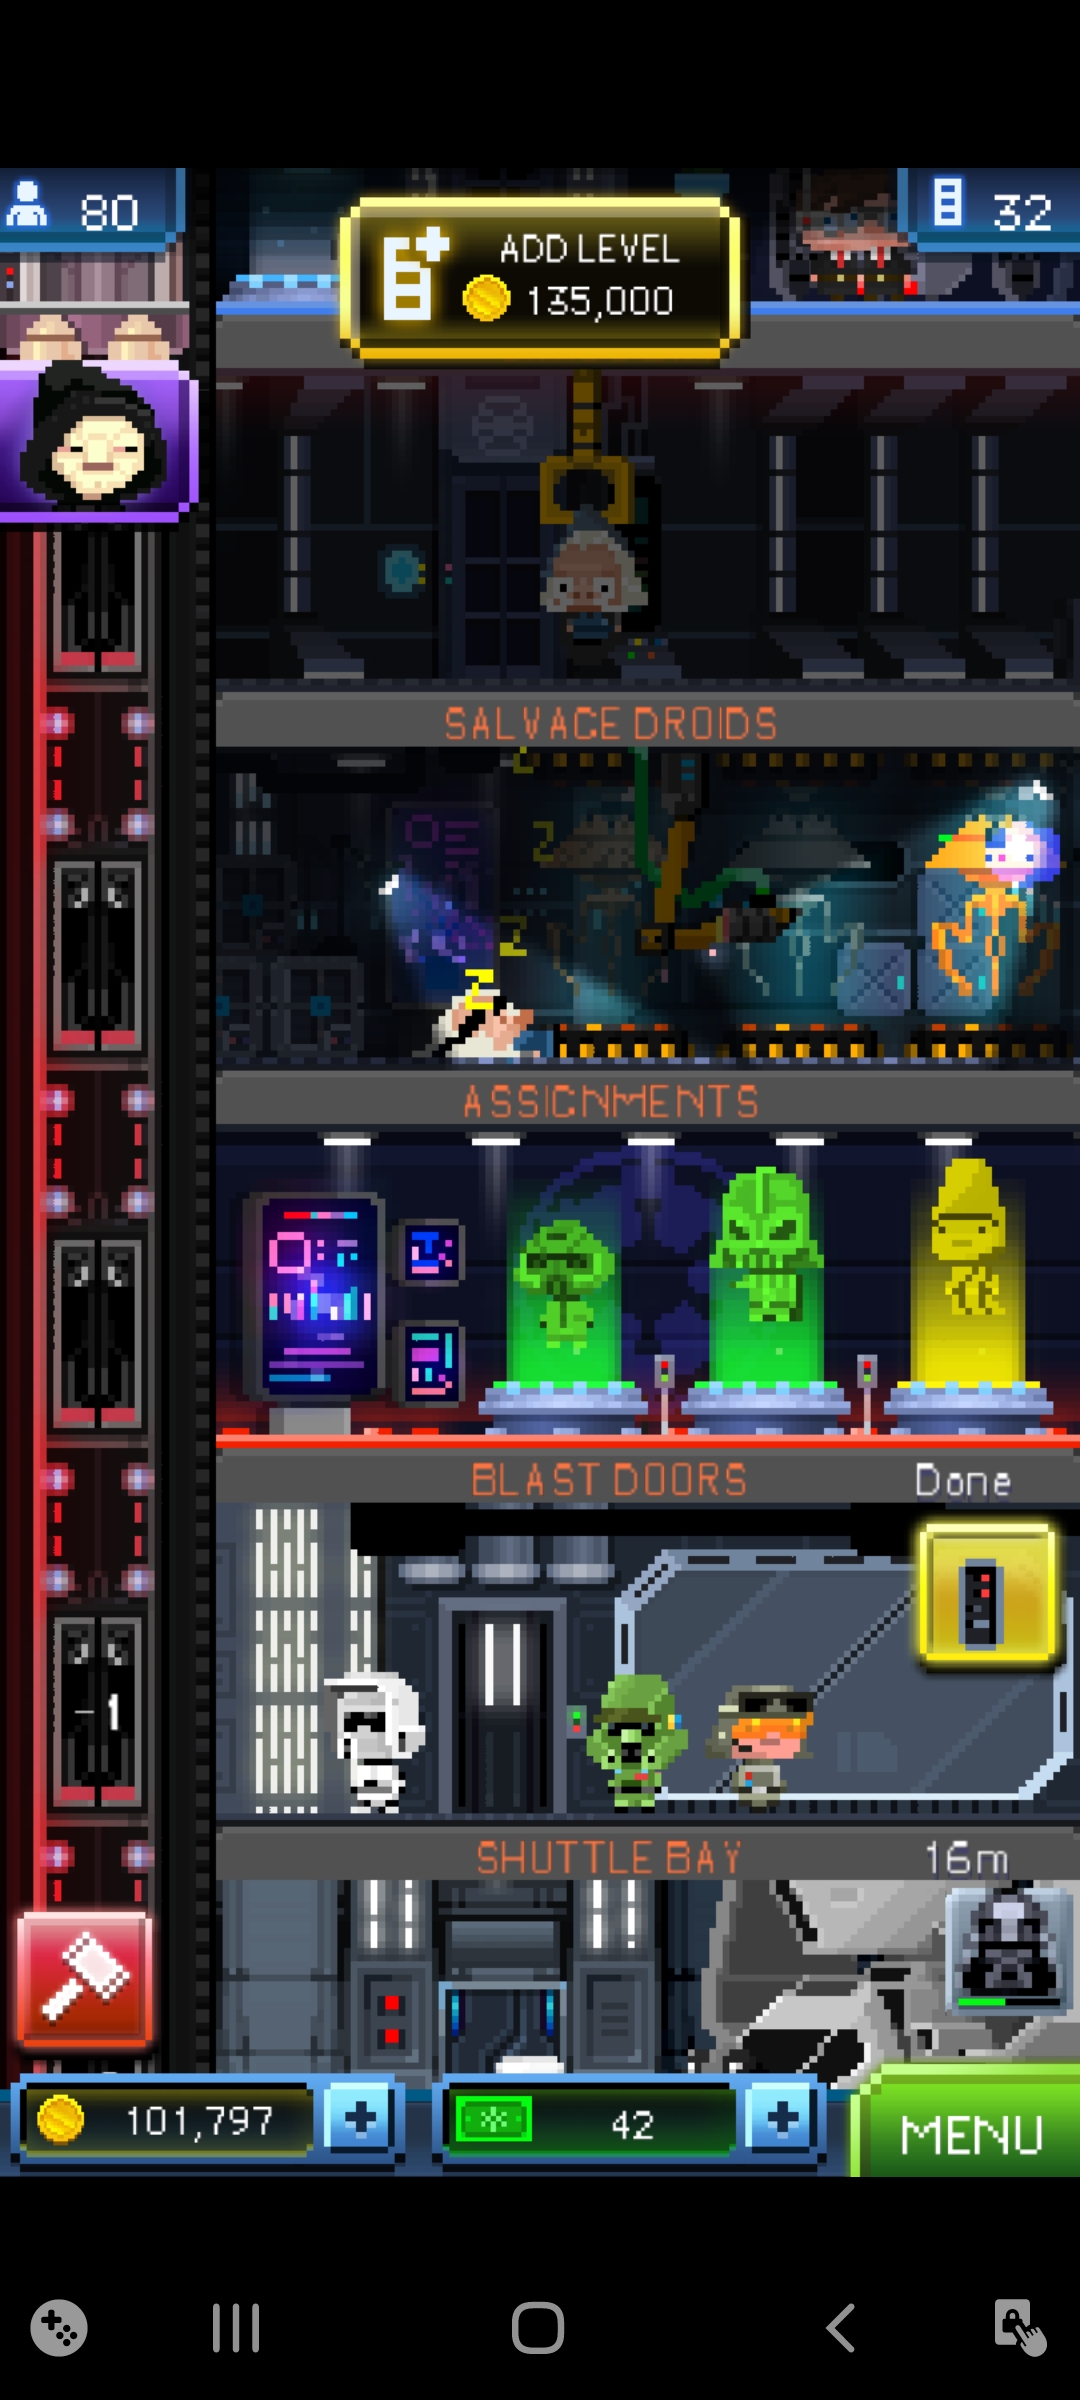 80
ADD LEVEL
135,000
32
SALVAGE DROIDS
Z
Z
Z
Z
ASSIGNMENTS
BLAST DOORS
Done
-1
SHUTTLE BAY
16m
101,797
42
MENU